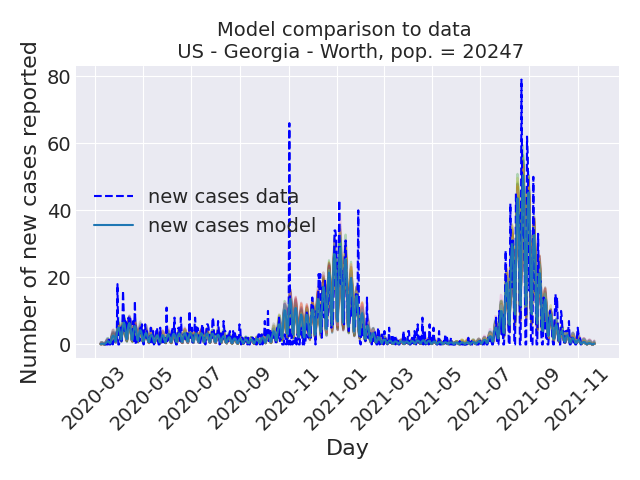 Model comparison to data
US - Georgia - Worth, pop. = 20247
Number of new cases reported
80
60
40
20
0
new cases data
new cases model
2020-03
2020-05
2020-07
2020-09
2020-11
2021-01
2021-03
2021-05
2021-07
2021-09
2021-11
Day